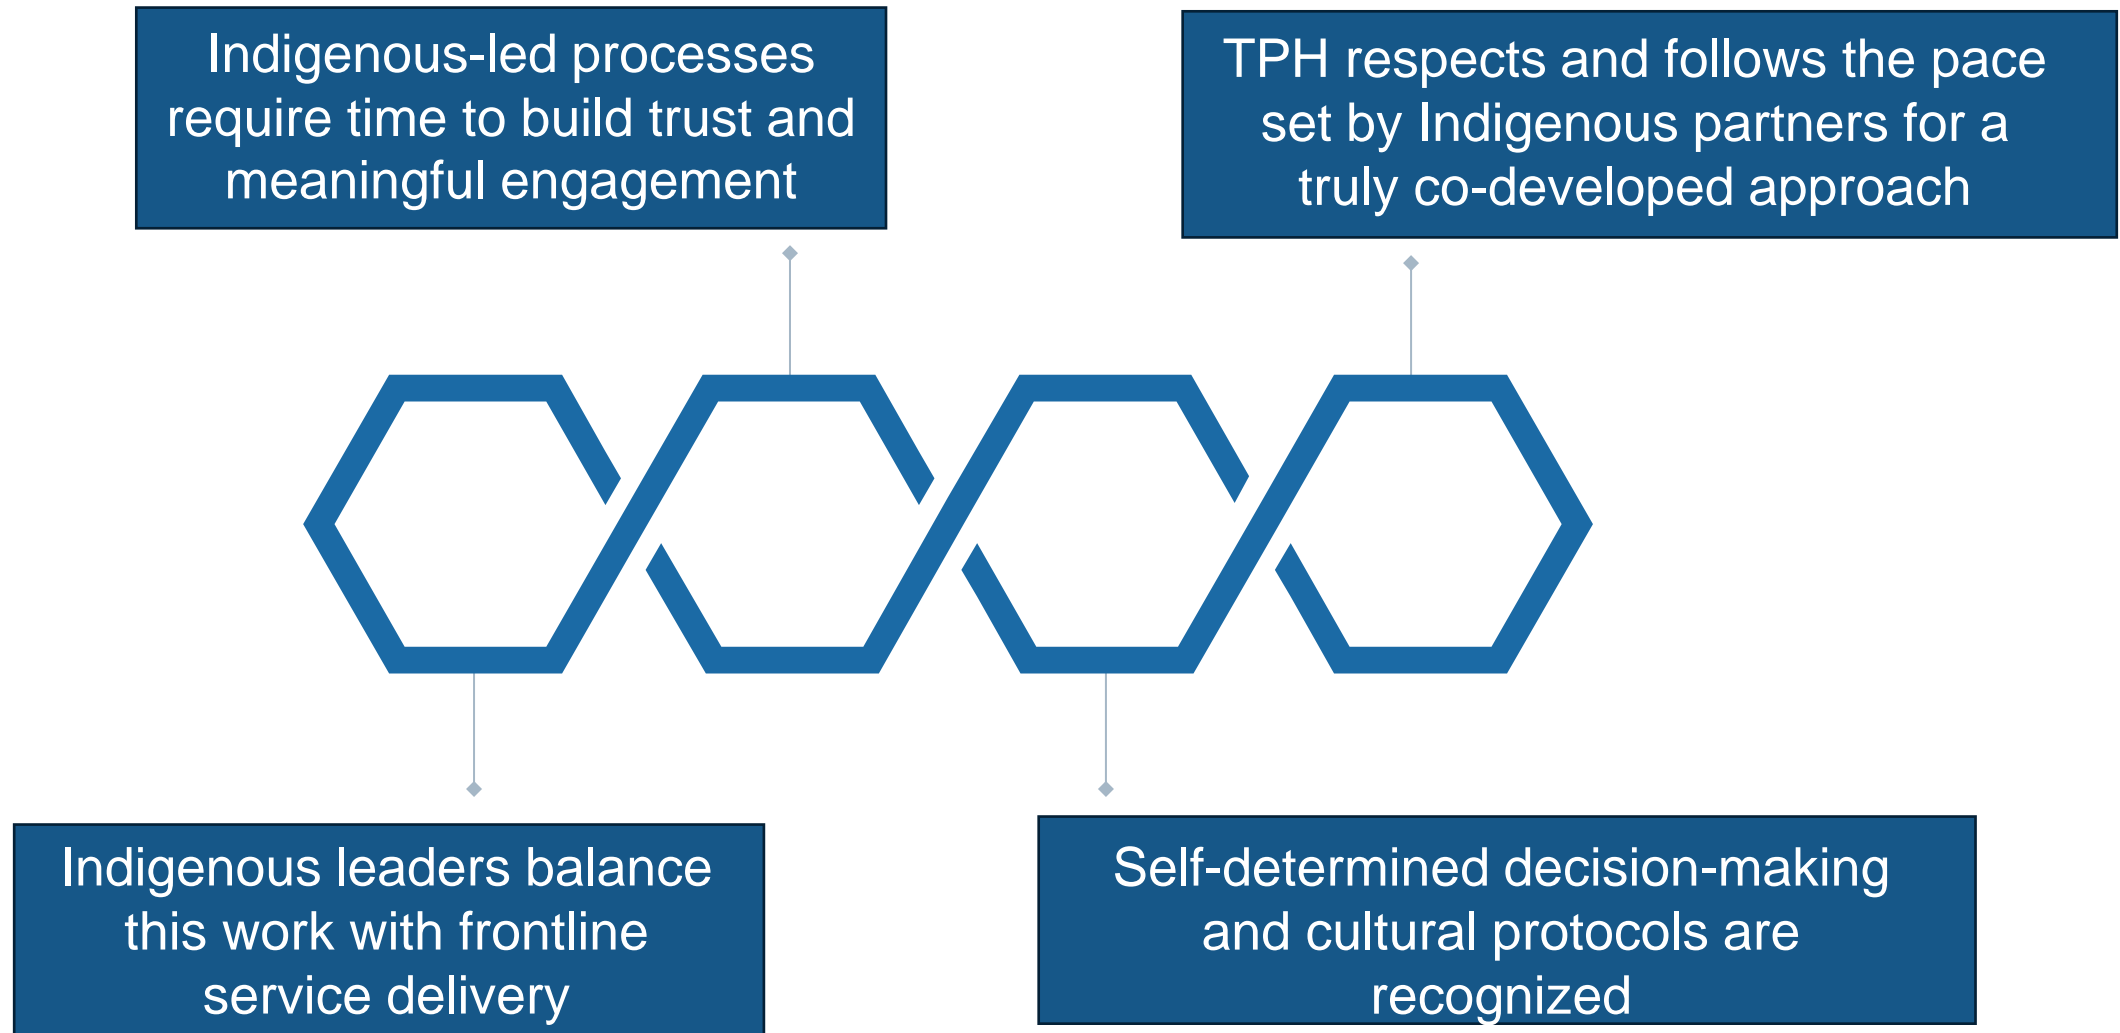 Indigenous-led processes
require time to build trust and
meaningful engagement
TPH respects and follows the pace
set by Indigenous partners for a
truly co-developed approach
Indigenous leaders balance
this work with frontline
service delivery
Self-determined decision-making
and cultural protocols are
recognized